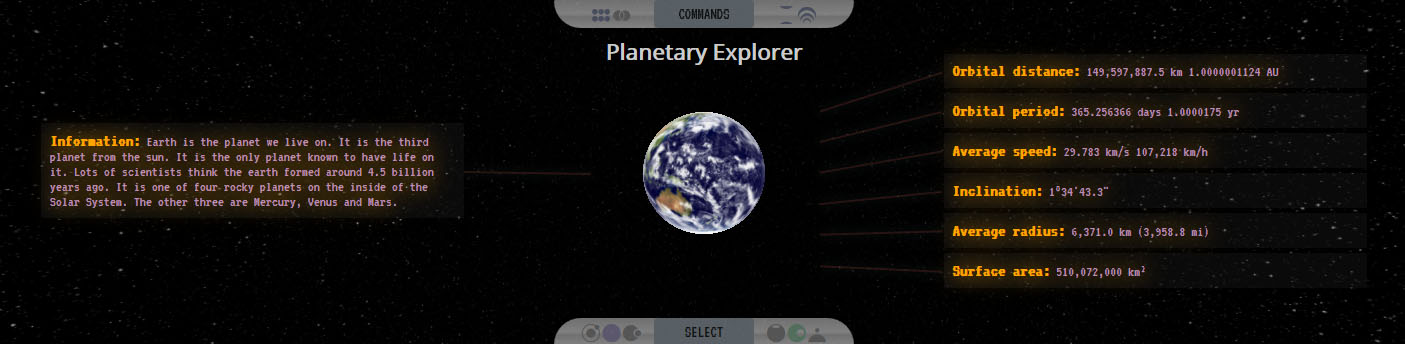 COMMANDS
Planetary Explorer
Information: Earth is the planet we live on. It is the third
planet from the sun. It is the only planet known to have life on
it. Lots of scientists think the earth formed around 4.5 billion
years ago. It is one of four rocky planets on the inside of the
Solar System. The other three are Mercury, Venus and Mars.
Orbital distance: 149,597,887.5 km 1.0000001124 AU
Orbital period: 365.256366 days 1.0000175 yr
Average speed: 29.783 km/s 107,218 km/h
Inclination: 1°34'43.3"
Average radius: 6,371.0 km (3,958.8 mi)
Surface area: 510,072,000 km²
SELECT